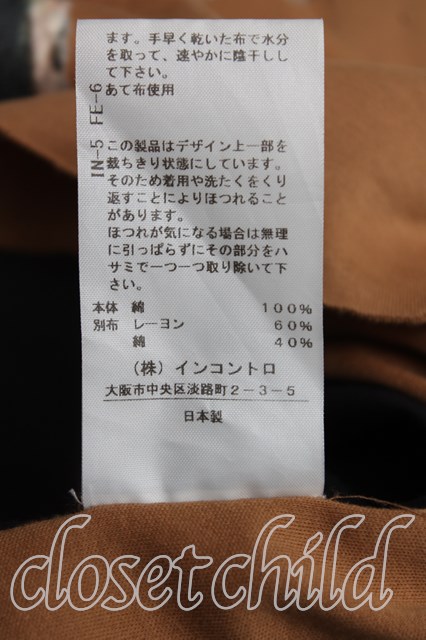 ます。手早く乾いた布で水分
を取って、速やかに陰干しし
て下さい。
あて布使用
IN-5 FE-6
この製品はデザイン上一部を
裁ちきり状態にしています。
そのため着用や洗たくをくり
返すことによりほつれること
があります。
ほつれが気になる場合は無理
に引っぱらずにその部分をハ
サミで一つ一つ取り除いて下
さい。
本体 綿 100%
別布 レーヨン 60%
綿 40%
(株) インコントロ
大阪市中央区淡路町2-3-5
日本製
closet child